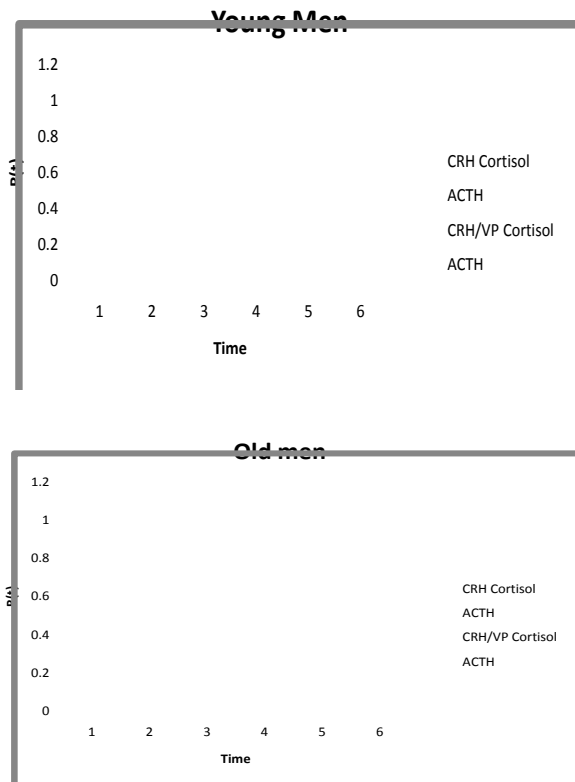 Young Men
1.2
1
0.8
0.6
0.4
0.2
0
R(t)
1 2 3 4 5 6
Time
CRH Cortisol
ACTH
CRH/VP Cortisol
ACTH
Old men
1.2
1
0.8
0.6
0.4
0.2
0
R(t)
1 2 3 4 5 6
Time
CRH Cortisol
ACTH
CRH/VP Cortisol
ACTH